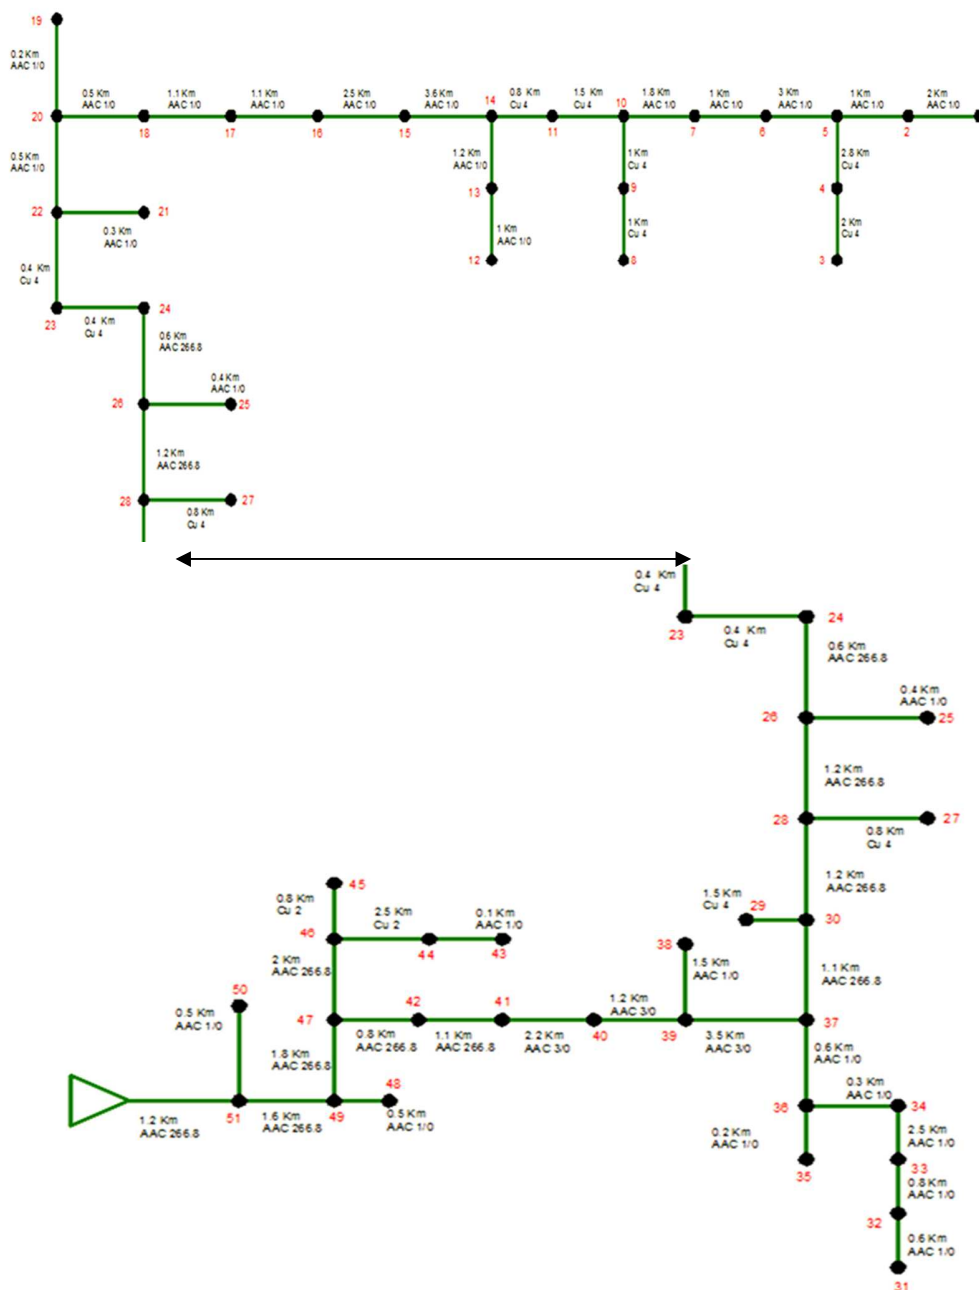 19
0.2 Km
AAC 1/0
0.5 Km
AAC 1/0
1.1 Km
AAC 1/0
1.1 Km
AAC 1/0
2.5 Km
AAC 1/0
3.6 Km
AAC 1/0
14
0.8 Km
Cu 4
1.5 Km
Cu 4
10
1.8 Km
AAC 1/0
1 Km
AAC 1/0
3 Km
AAC 1/0
1 Km
AAC 1/0
2 Km
AAC 1/0
20
18
17
16
15
11
7
6
5
2
0.5 Km
AAC 1/0
1.2 Km
AAC 1/0
1 Km
Cu 4
2.8 Km
Cu 4
13
9
4
22
21
0.3 Km
AAC 1/0
1 Km
AAC 1/0
1 Km
Cu 4
2 Km
Cu 4
12
8
3
0.4 Km
Cu 4
23
24
0.4 Km
Cu 4
0.6 Km
AAC 266.8
0.4 Km
AAC 1/0
26
25
1.2 Km
AAC 266.8
28
27
0.8 Km
Cu 4
0.4 Km
Cu 4
23
24
0.4 Km
Cu 4
0.6 Km
AAC 266.8
0.4 Km
AAC 1/0
26
25
1.2 Km
AAC 266.8
28
27
0.8 Km
Cu 4
1.2 Km
AAC 266.8
45
0.8 Km
Cu 2
2.5 Km
Cu 2
0.1 Km
AAC 1/0
1.5 Km
Cu 4
29
30
46
44
43
38
2 Km
AAC 266.8
1.5 Km
AAC 1/0
1.1 Km
AAC 266.8
50
0.5 Km
AAC 1/0
47
42
41
1.2 Km
AAC 3/0
40
39
37
0.8 Km
AAC 266.8
1.1 Km
AAC 266.8
2.2 Km
AAC 3/0
3.5 Km
AAC 3/0
1.8 Km
AAC 266.8
0.6 Km
AAC 1/0
48
0.3 Km
AAC 1/0
36
34
1.2 Km
AAC 266.8
51
1.6 Km
AAC 266.8
49
0.5 Km
AAC 1/0
0.2 Km
AAC 1/0
2.5 Km
AAC 1/0
35
33
0.8 Km
AAC 1/0
32
0.6 Km
AAC 1/0
31